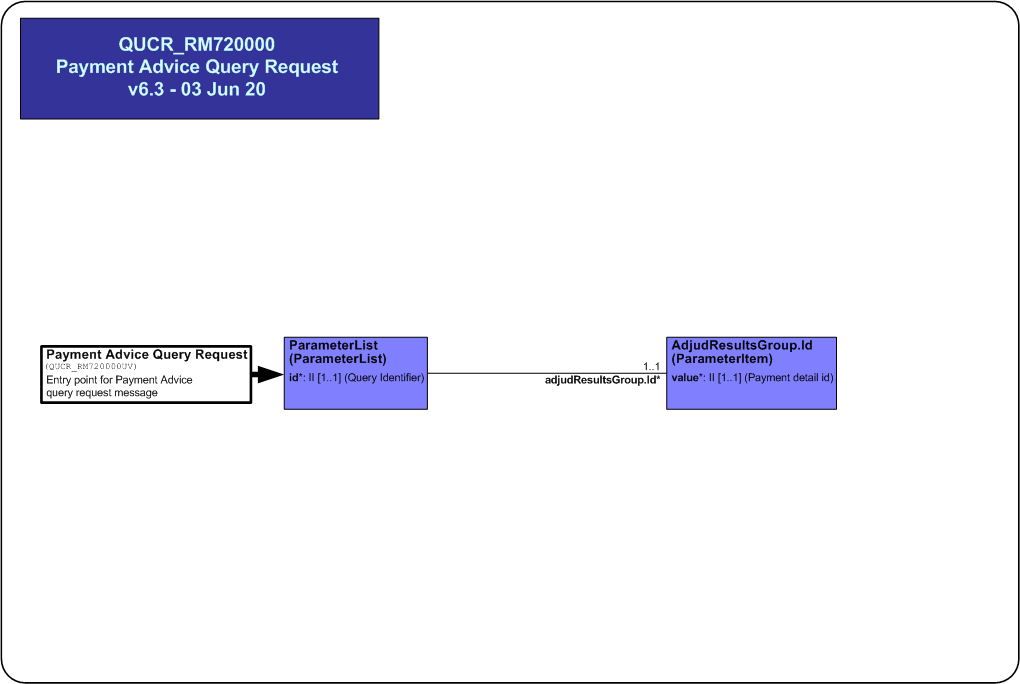 QUCR_RM720000
Payment Advice Query Request
v6.3 - 03 Jun 20
Payment Advice Query Request
(QUCR_RM720000UV)
Entry point for Payment Advice
query request message
ParameterList
(ParameterList)
id*: II [1..1] (Query Identifier)
1..1
adjudResultsGroup.Id*
AdjudResultsGroup.Id
(ParameterItem)
value*: II [1..1] (Payment detail id)